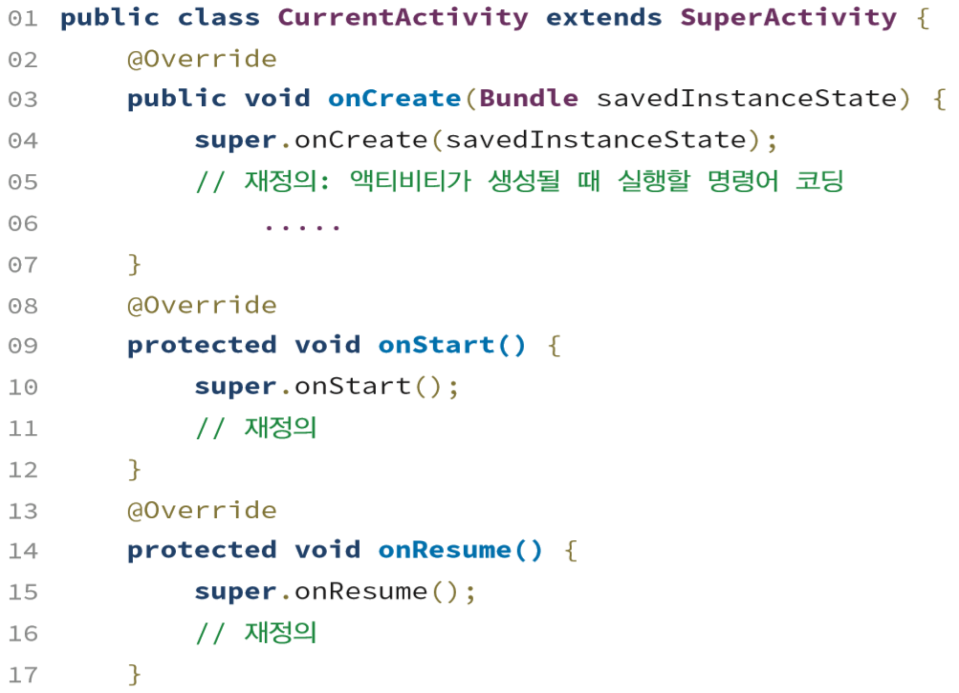 01 public class CurrentActivity extends SuperActivity {
02     @Override
03     public void onCreate(Bundle savedInstanceState) {
04         super.onCreate(savedInstanceState);
05         // 재정의: 액티비티가 생성될 때 실행할 명령어 코딩
06             .....
07     }
08     @Override
09     protected void onStart() {
10         super.onStart();
11         // 재정의
12     }
13     @Override
14     protected void onResume() {
15         super.onResume();
16         // 재정의
17     }